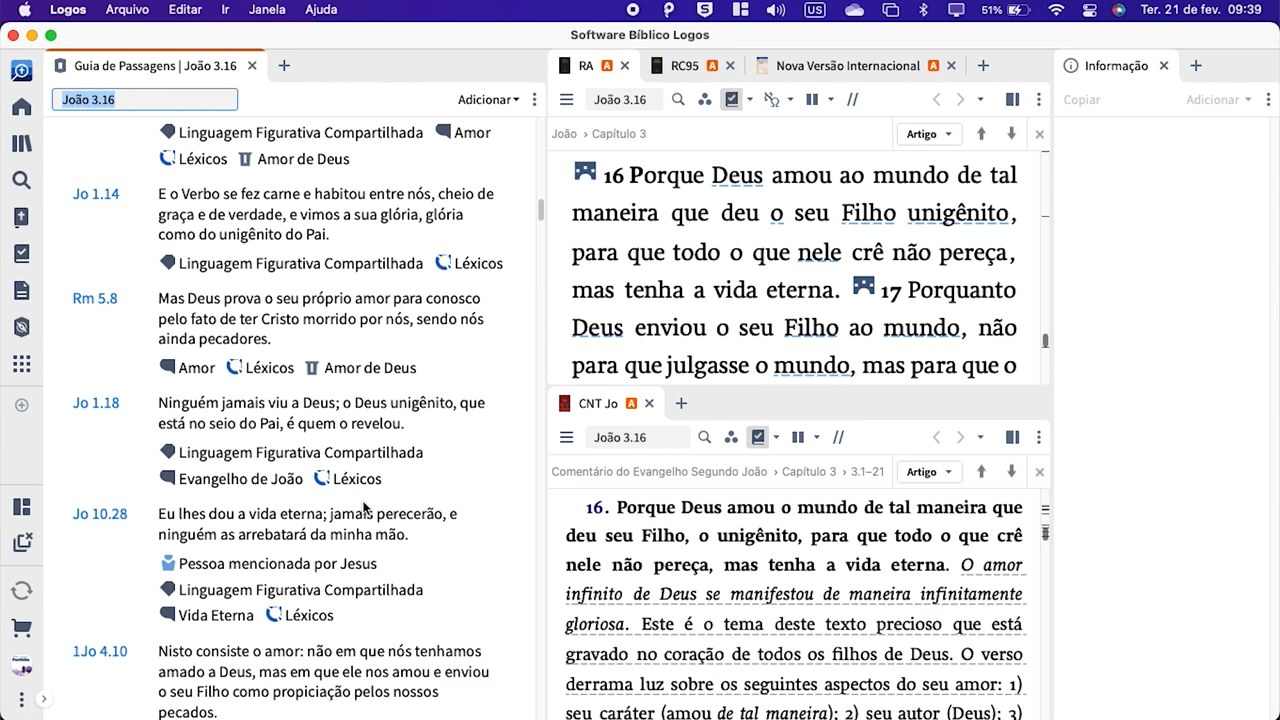 Logos Arquivo Editar Ir Janela Ajuda US 51% Ter. 21 de fev. 09:39
Software Bíblico Logos
Guia de Passagens | João 3.16
João 3.16 Adicionar
Linguagem Figurativa Compartilhada Amor
Léxicos Amor de Deus
Jo 1.14 E o Verbo se fez carne e habitou entre nós, cheio de
graça e de verdade, e vimos a sua glória, glória
como do unigênito do Pai.
Linguagem Figurativa Compartilhada Léxicos
Rm 5.8 Mas Deus prova o seu próprio amor para conosco
pelo fato de ter Cristo morrido por nós, sendo nós
ainda pecadores.
Amor Léxicos Amor de Deus
Jo 1.18 Ninguém jamais viu a Deus; o Deus unigênito, que
está no seio do Pai, é quem o revelou.
Linguagem Figurativa Compartilhada
Evangelho de João Léxicos
Jo 10.28 Eu lhes dou a vida eterna; jamais perecerão, e
ninguém as arrebatará da minha mão.
Pessoa mencionada por Jesus
Linguagem Figurativa Compartilhada
Vida Eterna Léxicos
1Jo 4.10 Nisto consiste o amor: não em que nós tenhamos
amado a Deus, mas em que ele nos amou e enviou
o seu Filho como propiciação pelos nossos
pecados.
RA A RC95 A Nova Versão Internacional A
João 3.16
João › Capítulo 3 Artigo
16 Porque Deus amou ao mundo de tal
maneira que deu o seu Filho unigênito,
para que todo o que nele crê não pereça,
mas tenha a vida eterna. 17 Porquanto
Deus enviou o seu Filho ao mundo, não
para que julgasse o mundo, mas para que o
CNT Jo A
João 3.16
Comentário do Evangelho Segundo João › Capítulo 3 › 3.1–21 Artigo
16. Porque Deus amou o mundo de tal maneira que
deu seu Filho, o unigênito, para que todo o que crê
nele não pereça, mas tenha a vida eterna. O amor
infinito de Deus se manifestou de maneira infinitamente
gloriosa. Este é o tema deste texto precioso que está
gravado no coração de todos os filhos de Deus. O verso
derrama luz sobre os seguintes aspectos do seu amor: 1)
seu caráter (amou de tal maneira); 2) seu autor (Deus); 3)
Informação
Copiar Adicionar